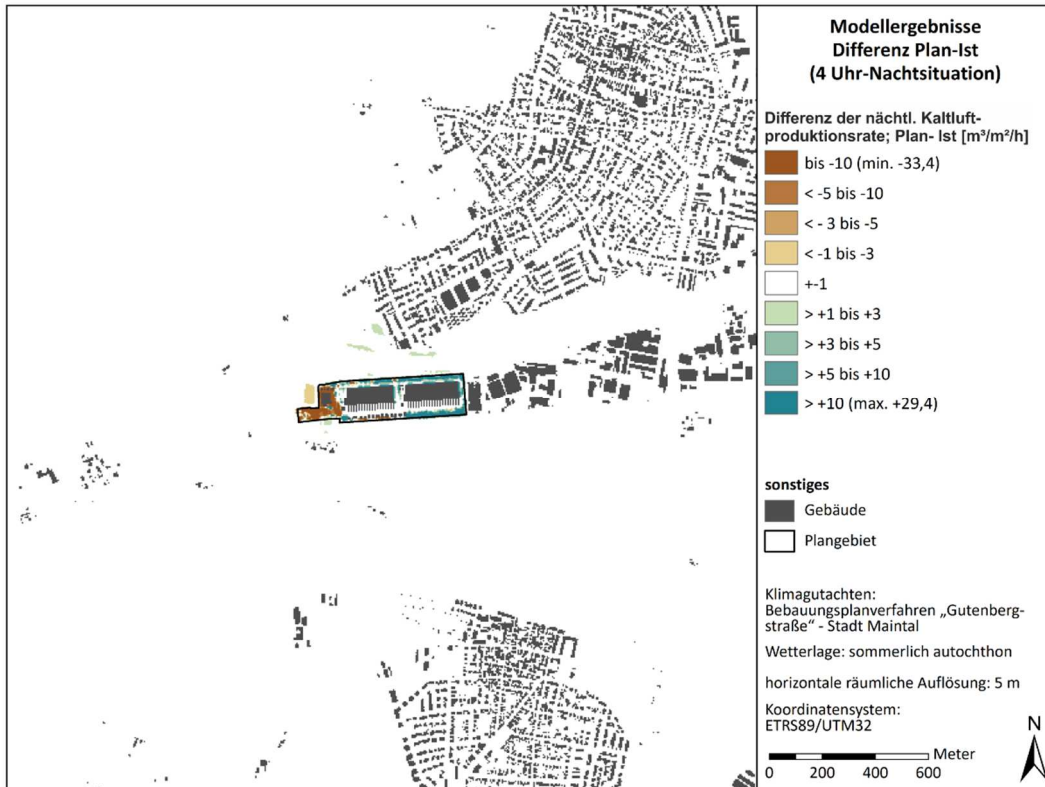 Modellergebnisse
Differenz Plan-Ist
(4 Uhr-Nachtsituation)
Differenz der nächtl. Kaltluft-
produktionsrate; Plan- Ist [m³/m²/h]
bis -10 (min. -33,4)
< -5 bis -10
< - 3 bis -5
< -1 bis -3
+-1
> +1 bis +3
> +3 bis +5
> +5 bis +10
> +10 (max. +29,4)
sonstiges
Gebäude
Plangebiet
Klimagutachten:
Bebauungsplanverfahren „Gutenberg-
straße“ - Stadt Maintal
Wetterlage: sommerlich autochthon
horizontale räumliche Auflösung: 5 m
Koordinatensystem:
ETRS89/UTM32
N
Meter
0 200 400 600